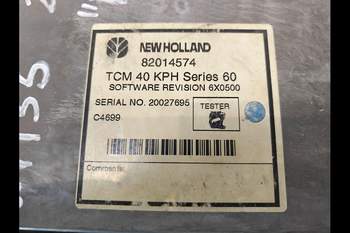 NEW HOLLAND
82014574
TCM 40 KPH Series 60
SOFTWARE REVISION 6X0500
SERIAL NO. 20027695
TESTER
C4699
Comments: